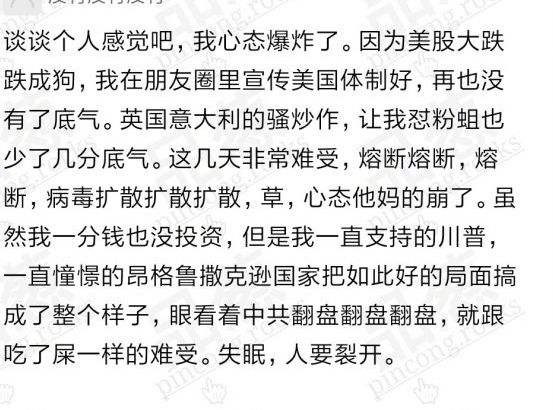 谈谈个人感觉吧，我心态爆炸了。因为美股大跌
跌成狗，我在朋友圈里宣传美国体制好，再也没
有了底气。英国意大利的骚炒作，让我怼粉蛆也
少了几分底气。这几天非常难受，熔断熔断，熔
断，病毒扩散扩散扩散，草，心态他妈的崩了。虽
然我一分钱也没投资，但是我一直支持的川普，
一直憧憬的昂格鲁撒克逊国家把如此好的局面搞
成了整个样子，眼看着中共翻盘翻盘翻盘，就跟
吃了屎一样的难受。失眠，人要裂开。
品葱
pincong.rocks